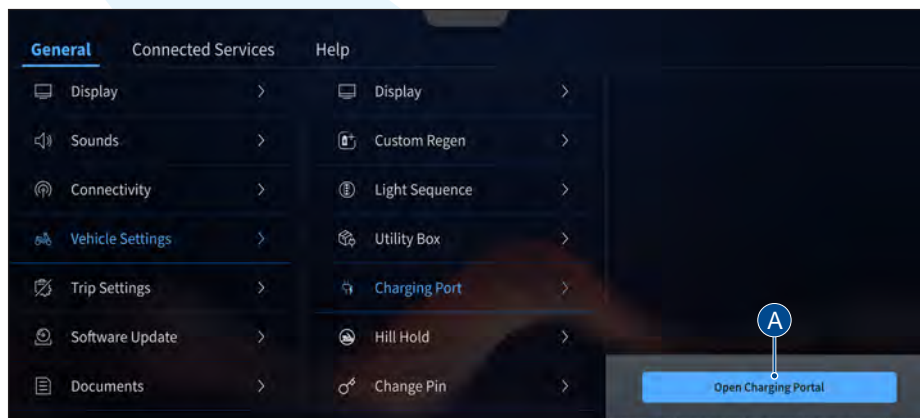 General Connected Services Help
Display
Sounds
Connectivity
Vehicle Settings
Trip Settings
Software Update
Documents
Display
Custom Regen
Light Sequence
Utility Box
Charging Port
Hill Hold
Change Pin
A
Open Charging Portal